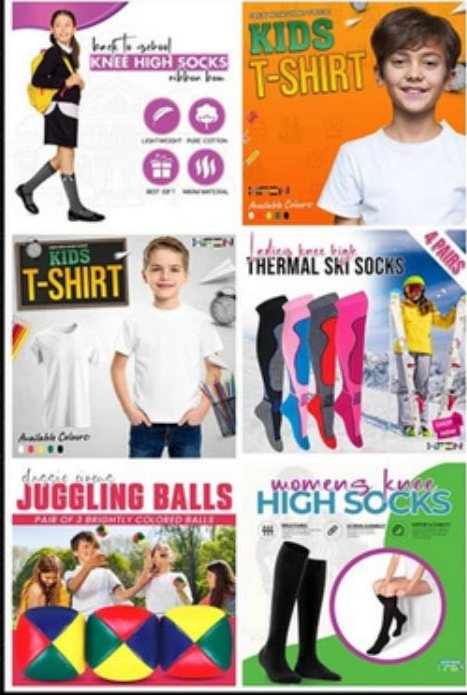 back to school
KNEE HIGH SOCKS
ribbon bow
LIGHTWEIGHT
PURE COTTON
BEST GIFT
WARM MATERIAL
KIDS
T-SHIRT
Available Colours:
KIDS
T-SHIRT
Available Colours:
Ladies knee high
THERMAL SKI SOCKS
4 PAIRS
classic circus
JUGGLING BALLS
PAIR OF 3 BRIGHTLY COLORED BALLS
womens knee
HIGH SOCKS